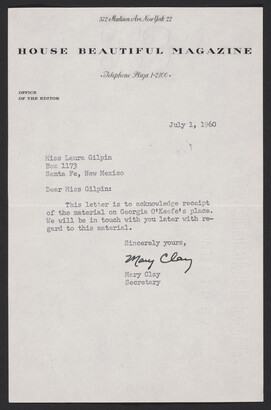 572 Madison Ave. New York 22
HOUSE BEAUTIFUL MAGAZINE
Telephone Plaza 1-2100
OFFICE
OF THE EDITOR
July 1, 1960
Miss Laura Gilpin
Box 1173
Santa Fe, New Mexico
Dear Miss Gilpin:
This letter is to acknowledge receipt
of the material on Georgia O'Keefe's place.
We will be in touch with you later with re-
gard to this material.
Sincerely yours,
Mary Clay
Mary Clay
Secretary